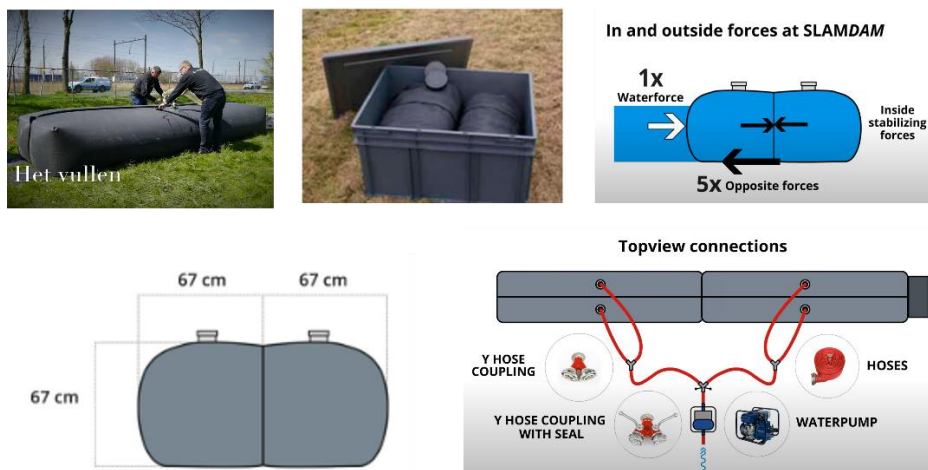 Het vullen
In and outside forces at SLAMDAM
1x
Waterforce
Inside
stabilizing
forces
5x Opposite forces
67 cm 67 cm
67 cm
Topview connections
Y HOSE
COUPLING
HOSES
Y HOSE COUPLING
WITH SEAL
WATERPUMP